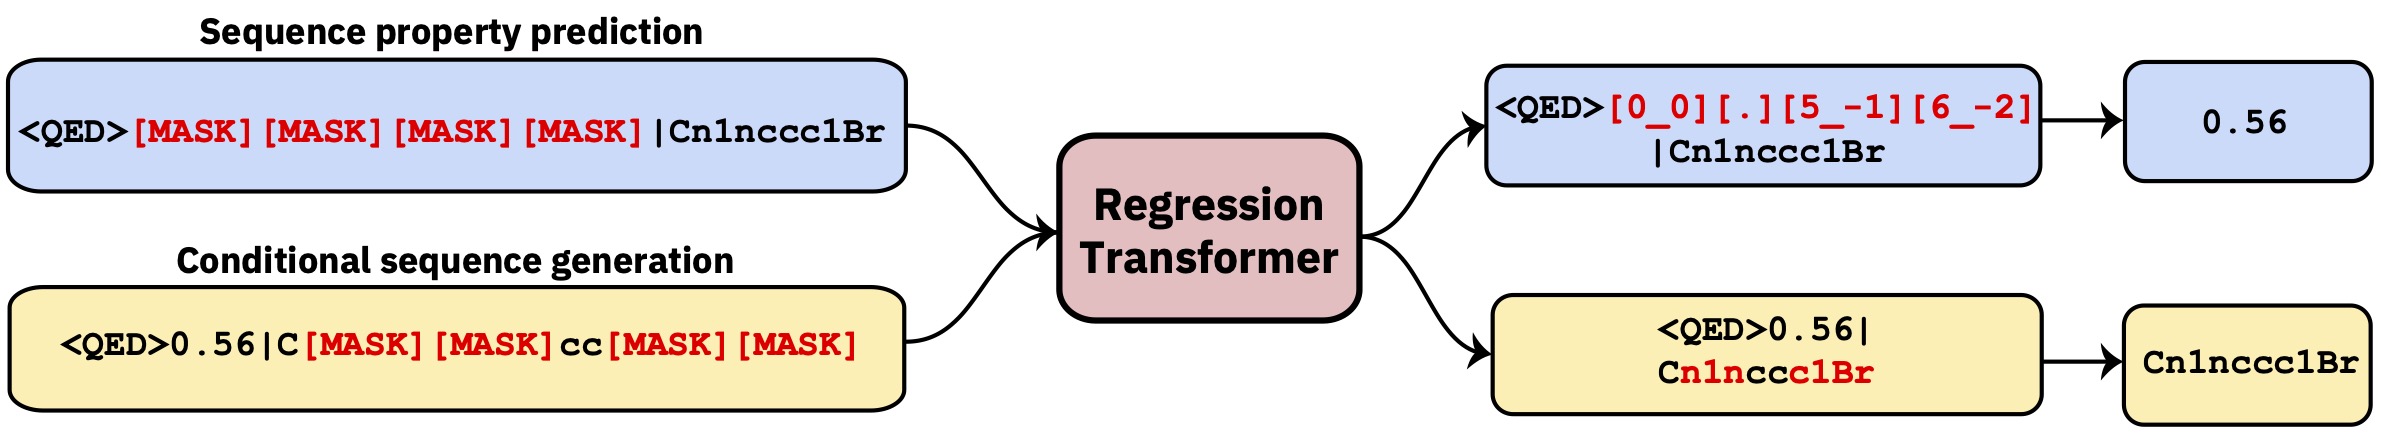 Sequence property prediction
<QED>[MASK][MASK][MASK][MASK]|Cn1nccc1Br
Conditional sequence generation
<QED>0.56|C[MASK][MASK]cc[MASK][MASK]
Regression
Transformer
<QED>[0_0][.][5_-1][6_-2]
|Cn1nccc1Br
0.56
<QED>0.56|
Cn1nccc1Br
Cn1nccc1Br